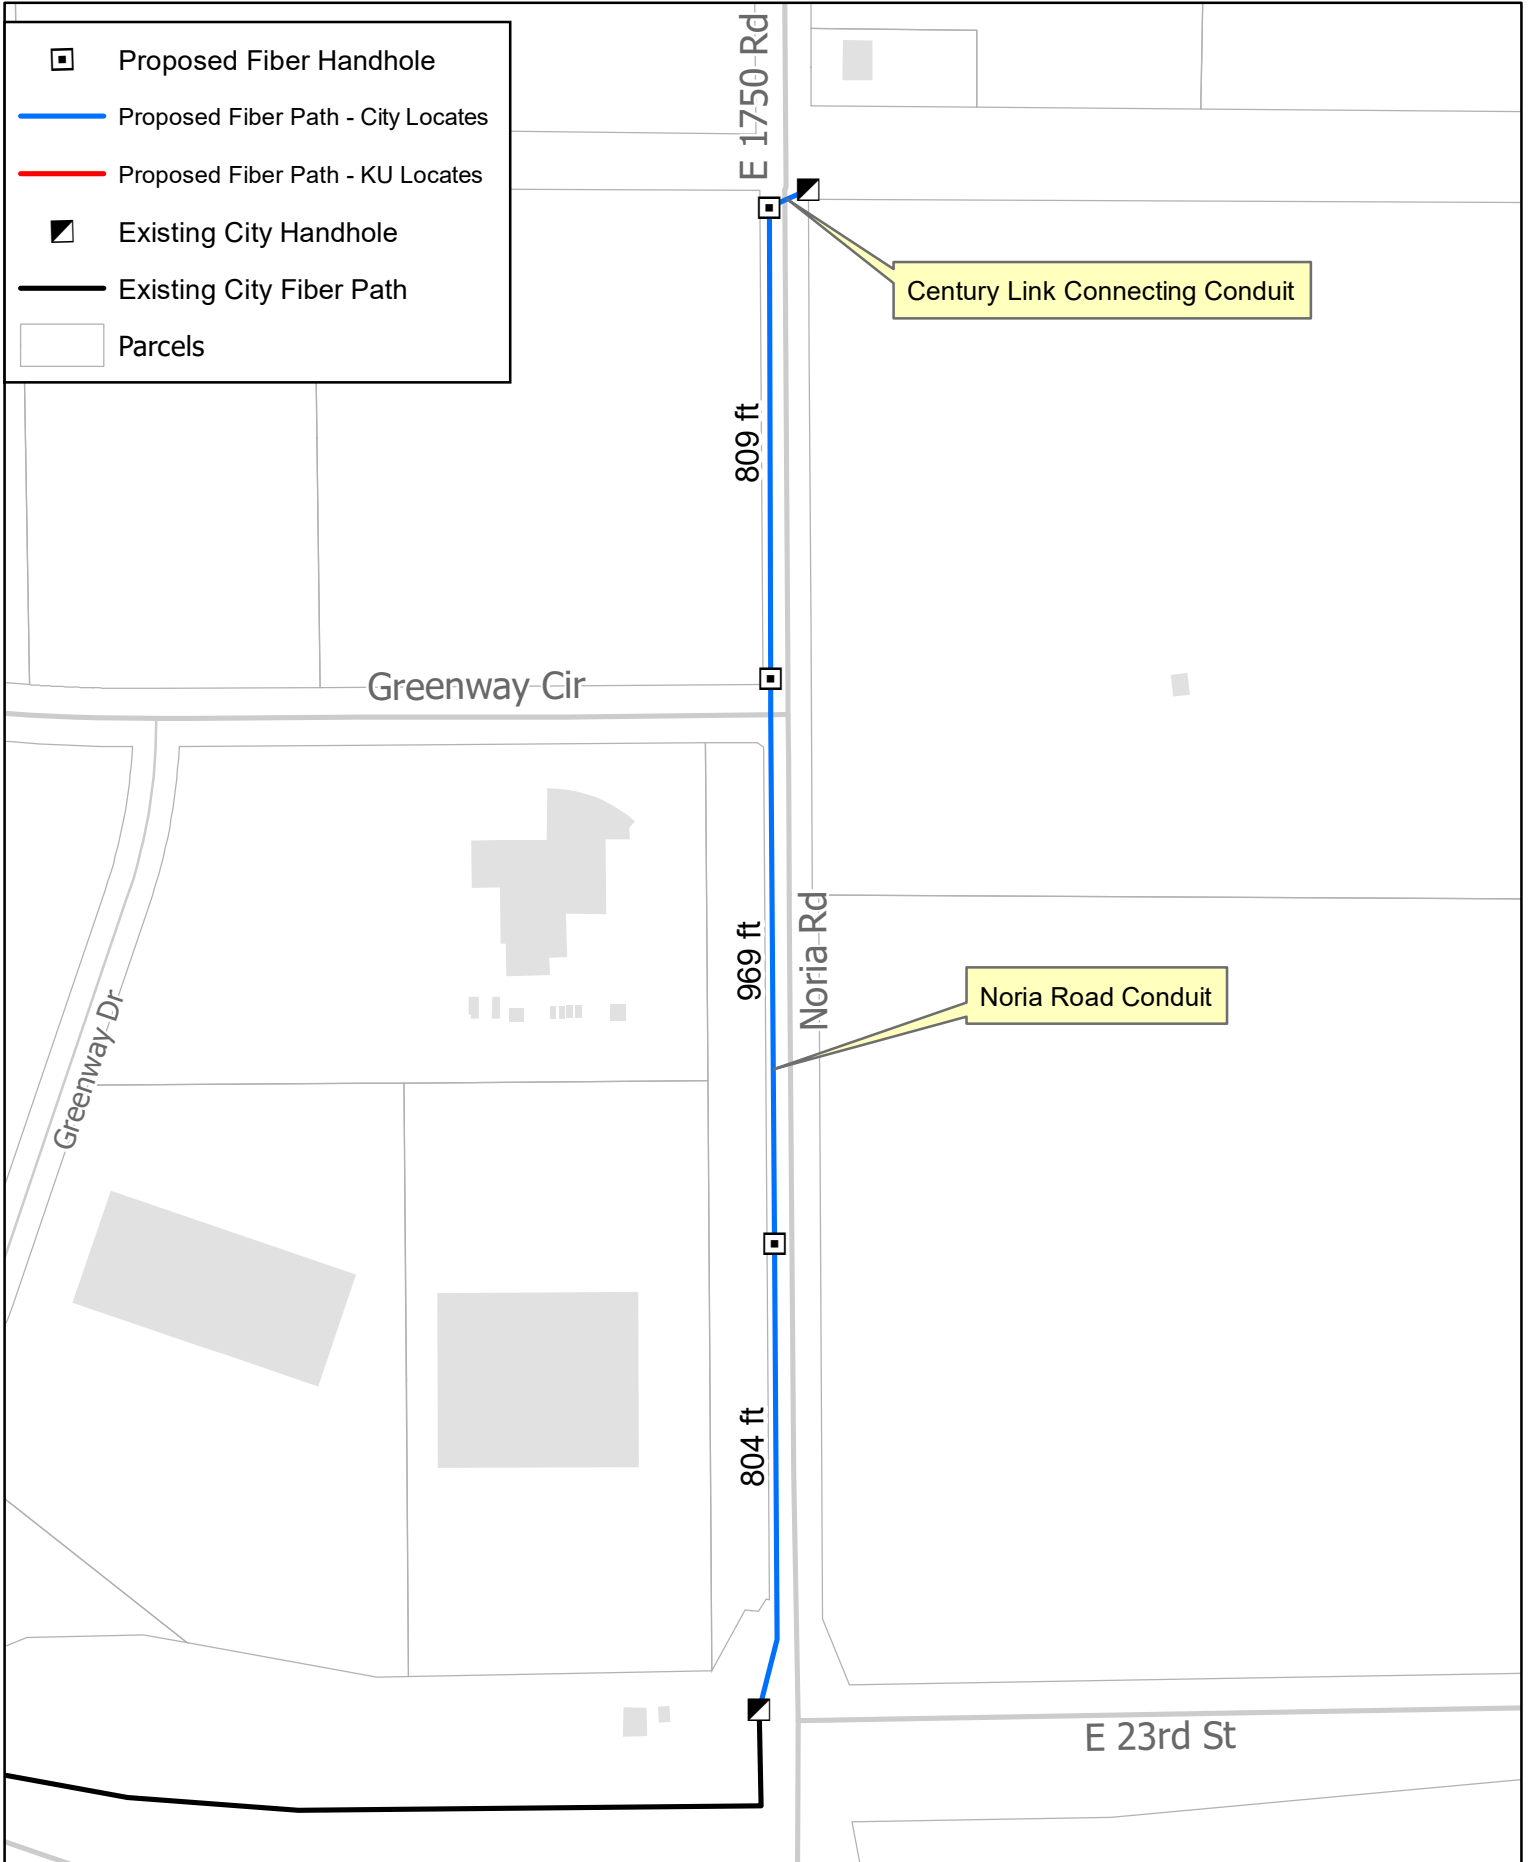 Proposed Fiber Handhole
Proposed Fiber Path - City Locates
Proposed Fiber Path - KU Locates
Existing City Handhole
Existing City Fiber Path
Parcels
E 1750 Rd
Century Link Connecting Conduit
809 ft
Greenway Cir
969 ft
Noria Rd
Noria Road Conduit
Greenway Dr
804 ft
E 23rd St